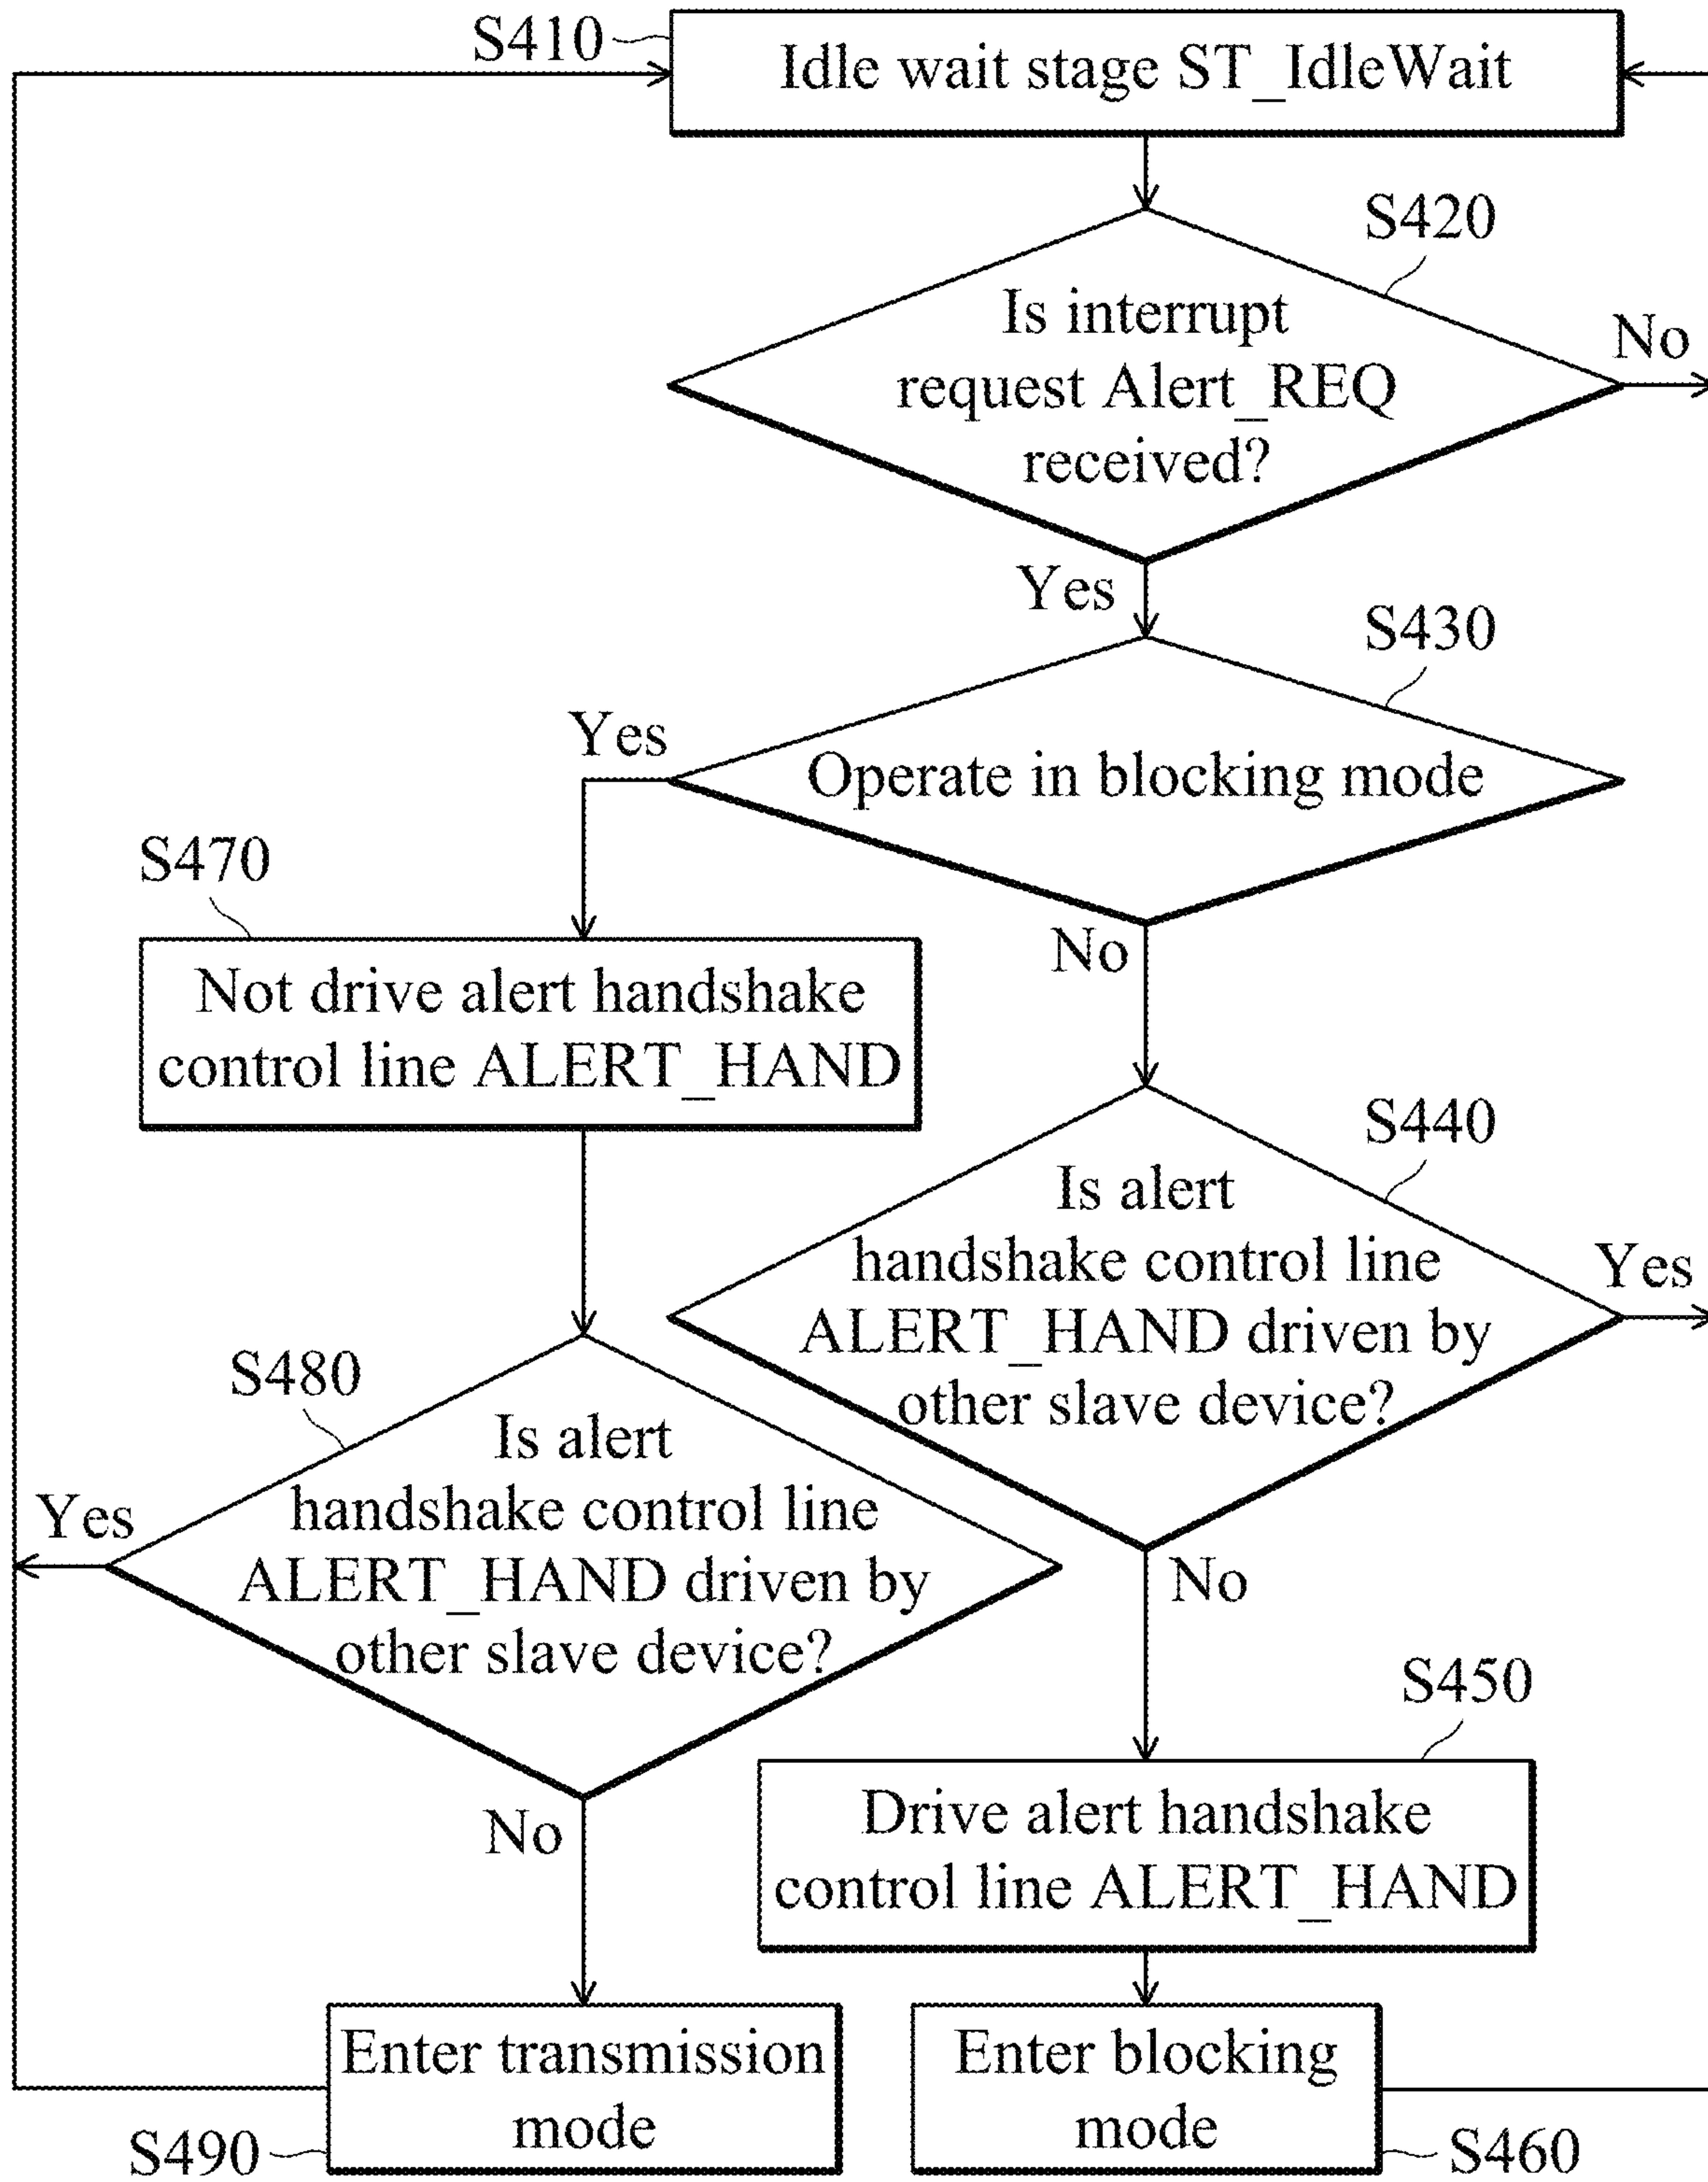 S410
Idle wait stage ST_IdleWait
S420
Is interrupt
request Alert_REQ
received?
No
Yes
S430
Operate in blocking mode
Yes
No
S470
Not drive alert handshake
control line ALERT_HAND
S440
Is alert
handshake control line
ALERT_HAND driven by
other slave device?
Yes
No
S480
Is alert
handshake control line
ALERT_HAND driven by
other slave device?
Yes
No
S450
Drive alert handshake
control line ALERT_HAND
Enter transmission
mode
S490
Enter blocking
mode
S460